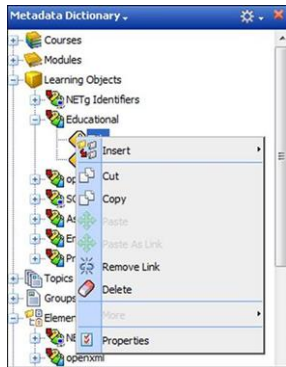 Metadata Dictionary
Courses
Modules
Learning Objects
NETg Identifiers
Educational
Insert
Cut
Copy
Paste
Paste As Link
Remove Link
Delete
More
Properties
Topics
Groups
Elemen
openxml